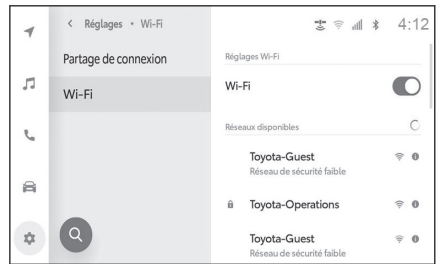 < Réglages • Wi-Fi
4:12
Partage de connexion
Wi-Fi
Réglages Wi-Fi
Wi-Fi
Réseaux disponibles
Toyota-Guest
Réseau de sécurité faible
Toyota-Operations
Toyota-Guest
Réseau de sécurité faible